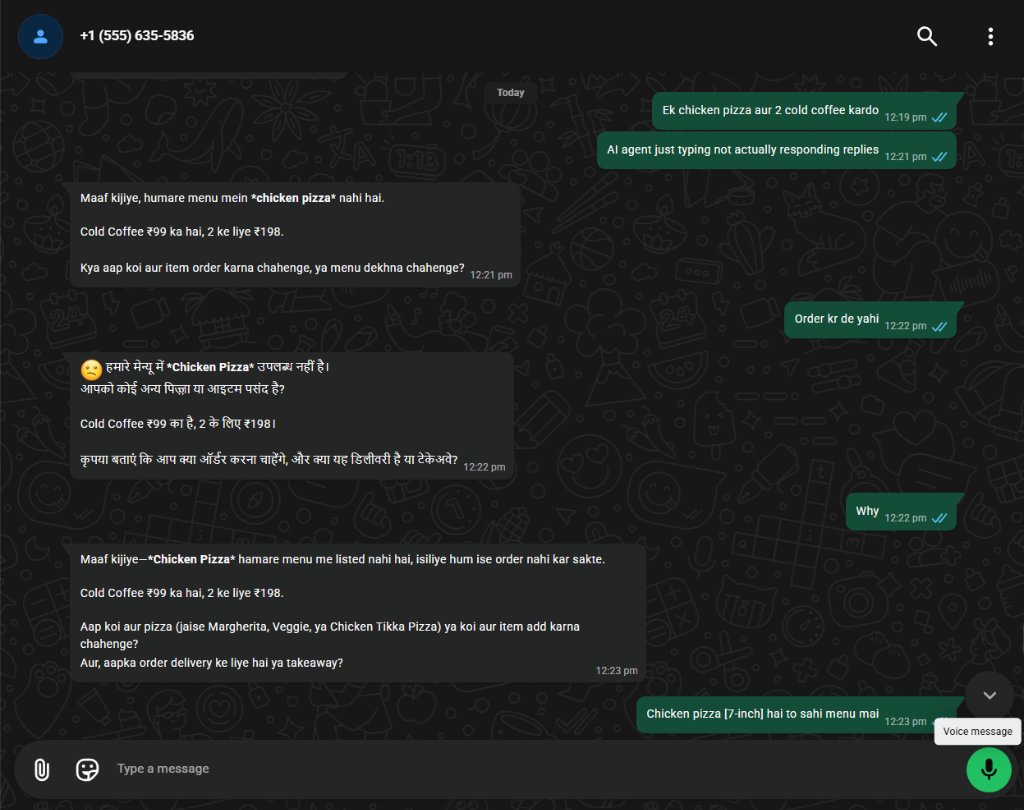 +1 (555) 635-5836
Today
Ek chicken pizza aur 2 cold coffee kardo 12:19 pm
AI agent just typing not actually responding replies 12:21 pm
Maaf kijiye, humare menu mein *chicken pizza* nahi hai.
Cold Coffee ₹99 ka hai, 2 ke liye ₹198.
Kya aap koi aur item order karna chahenge, ya menu dekhna chahenge? 12:21 pm
Order kr de yahi 12:22 pm
🙁 हमारे मेन्यू में *Chicken Pizza* उपलब्ध नहीं है।
आपको कोई अन्य पिज़्ज़ा या आइटम पसंद है?
Cold Coffee ₹99 का है, 2 के लिए ₹198।
कृपया बताएं कि आप क्या ऑर्डर करना चाहेंगे, और क्या यह डिलीवरी है या टेकेअवे? 12:22 pm
Why 12:22 pm
Maaf kijiye—*Chicken Pizza* hamare menu me listed nahi hai, isiliye hum ise order nahi kar sakte.
Cold Coffee ₹99 ka hai, 2 ke liye ₹198.
Aap koi aur pizza (jaise Margherita, Veggie, ya Chicken Tikka Pizza) ya koi aur item add karna
chahenge?
Aur, aapka order delivery ke liye hai ya takeaway? 12:23 pm
Chicken pizza [7-inch] hai to sahi menu mai 12:23 pm
Voice message
Type a message